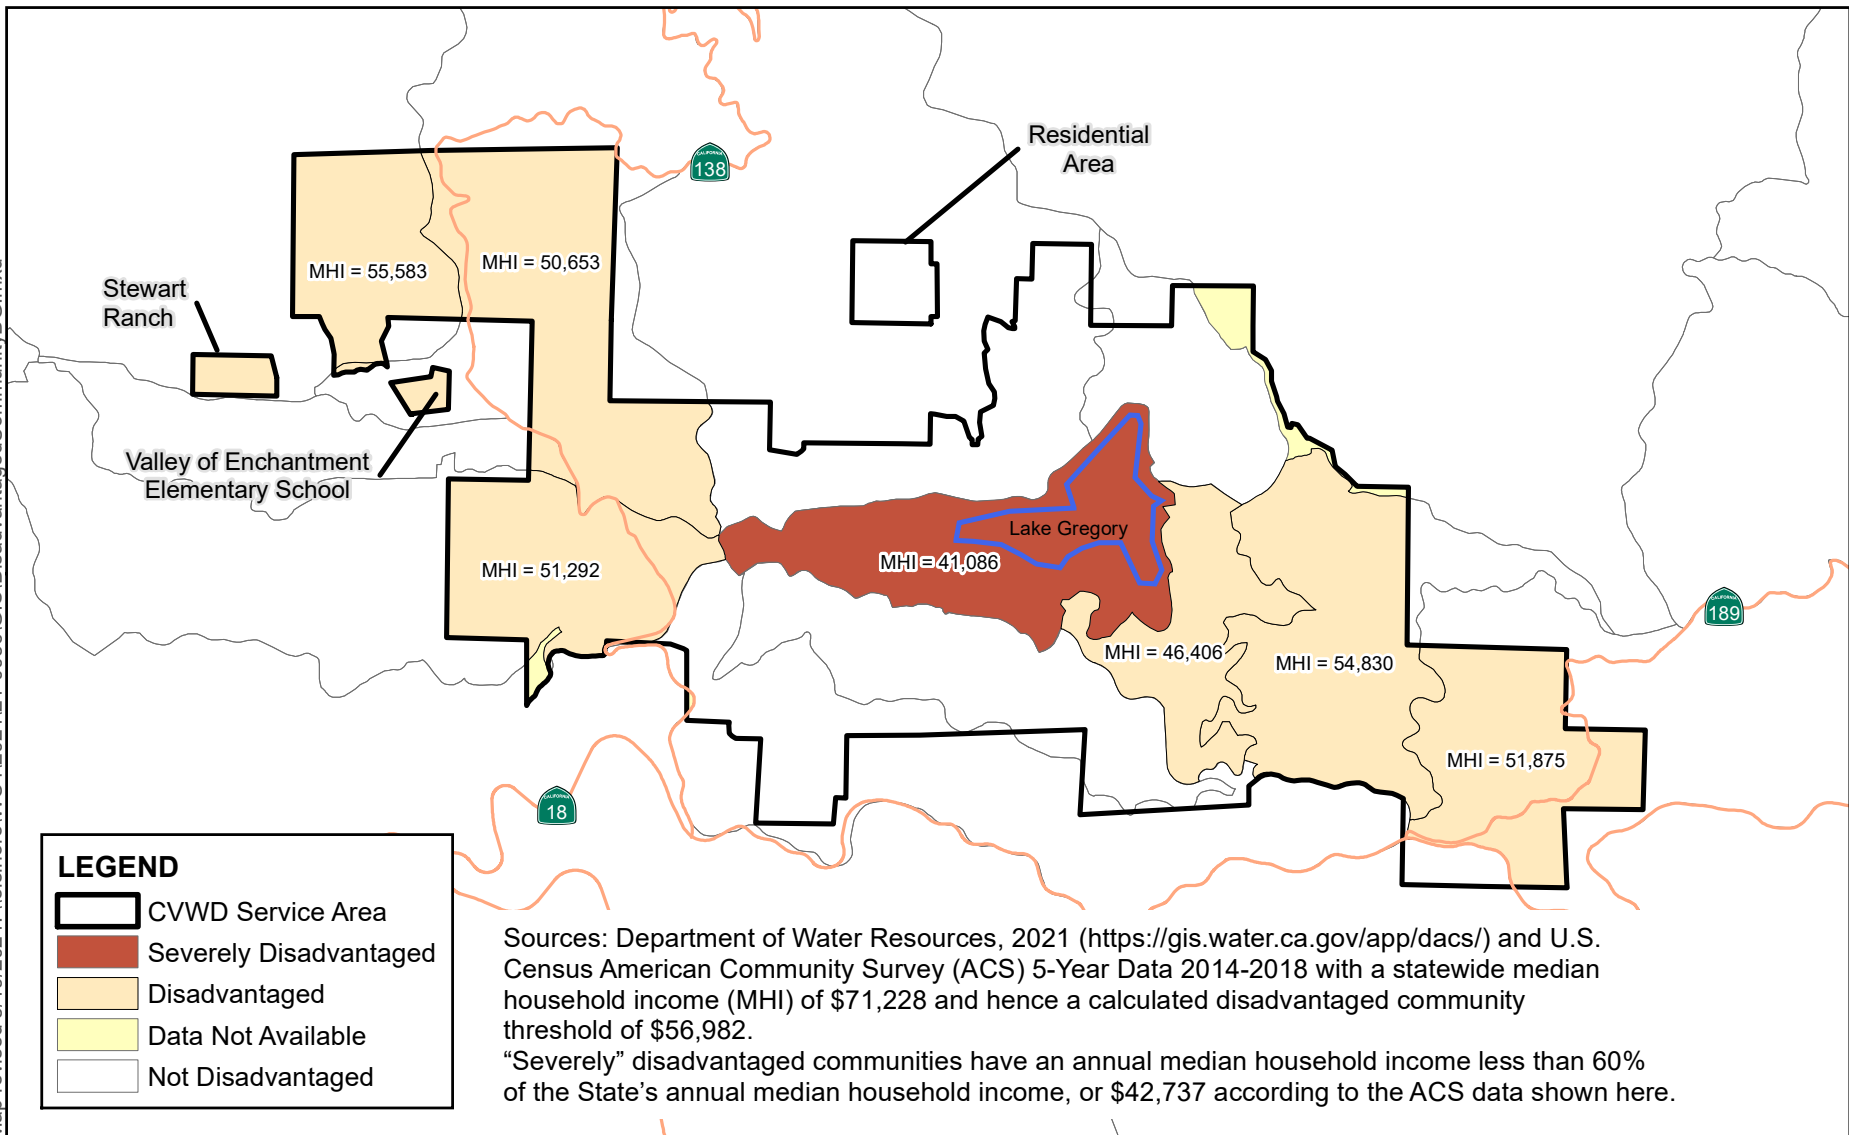 Residential
Area
CALIFORNIA
138
MHI = 55,583
MHI = 50,653
Stewart
Ranch
Valley of Enchantment
Elementary School
Lake Gregory
MHI = 41,086
MHI = 51,292
CALIFORNIA
189
MHI = 46,406
MHI = 54,830
MHI = 51,875
CALIFORNIA
18
LEGEND
CVWD Service Area
Severely Disadvantaged
Disadvantaged
Data Not Available
Not Disadvantaged
Sources: Department of Water Resources, 2021 (https://gis.water.ca.gov/app/dacs/) and U.S.
Census American Community Survey (ACS) 5-Year Data 2014-2018 with a statewide median
household income (MHI) of $71,228 and hence a calculated disadvantaged community
threshold of $56,982.
“Severely” disadvantaged communities have an annual median household income less than 60%
of the State’s annual median household income, or $42,737 according to the ACS data shown here.